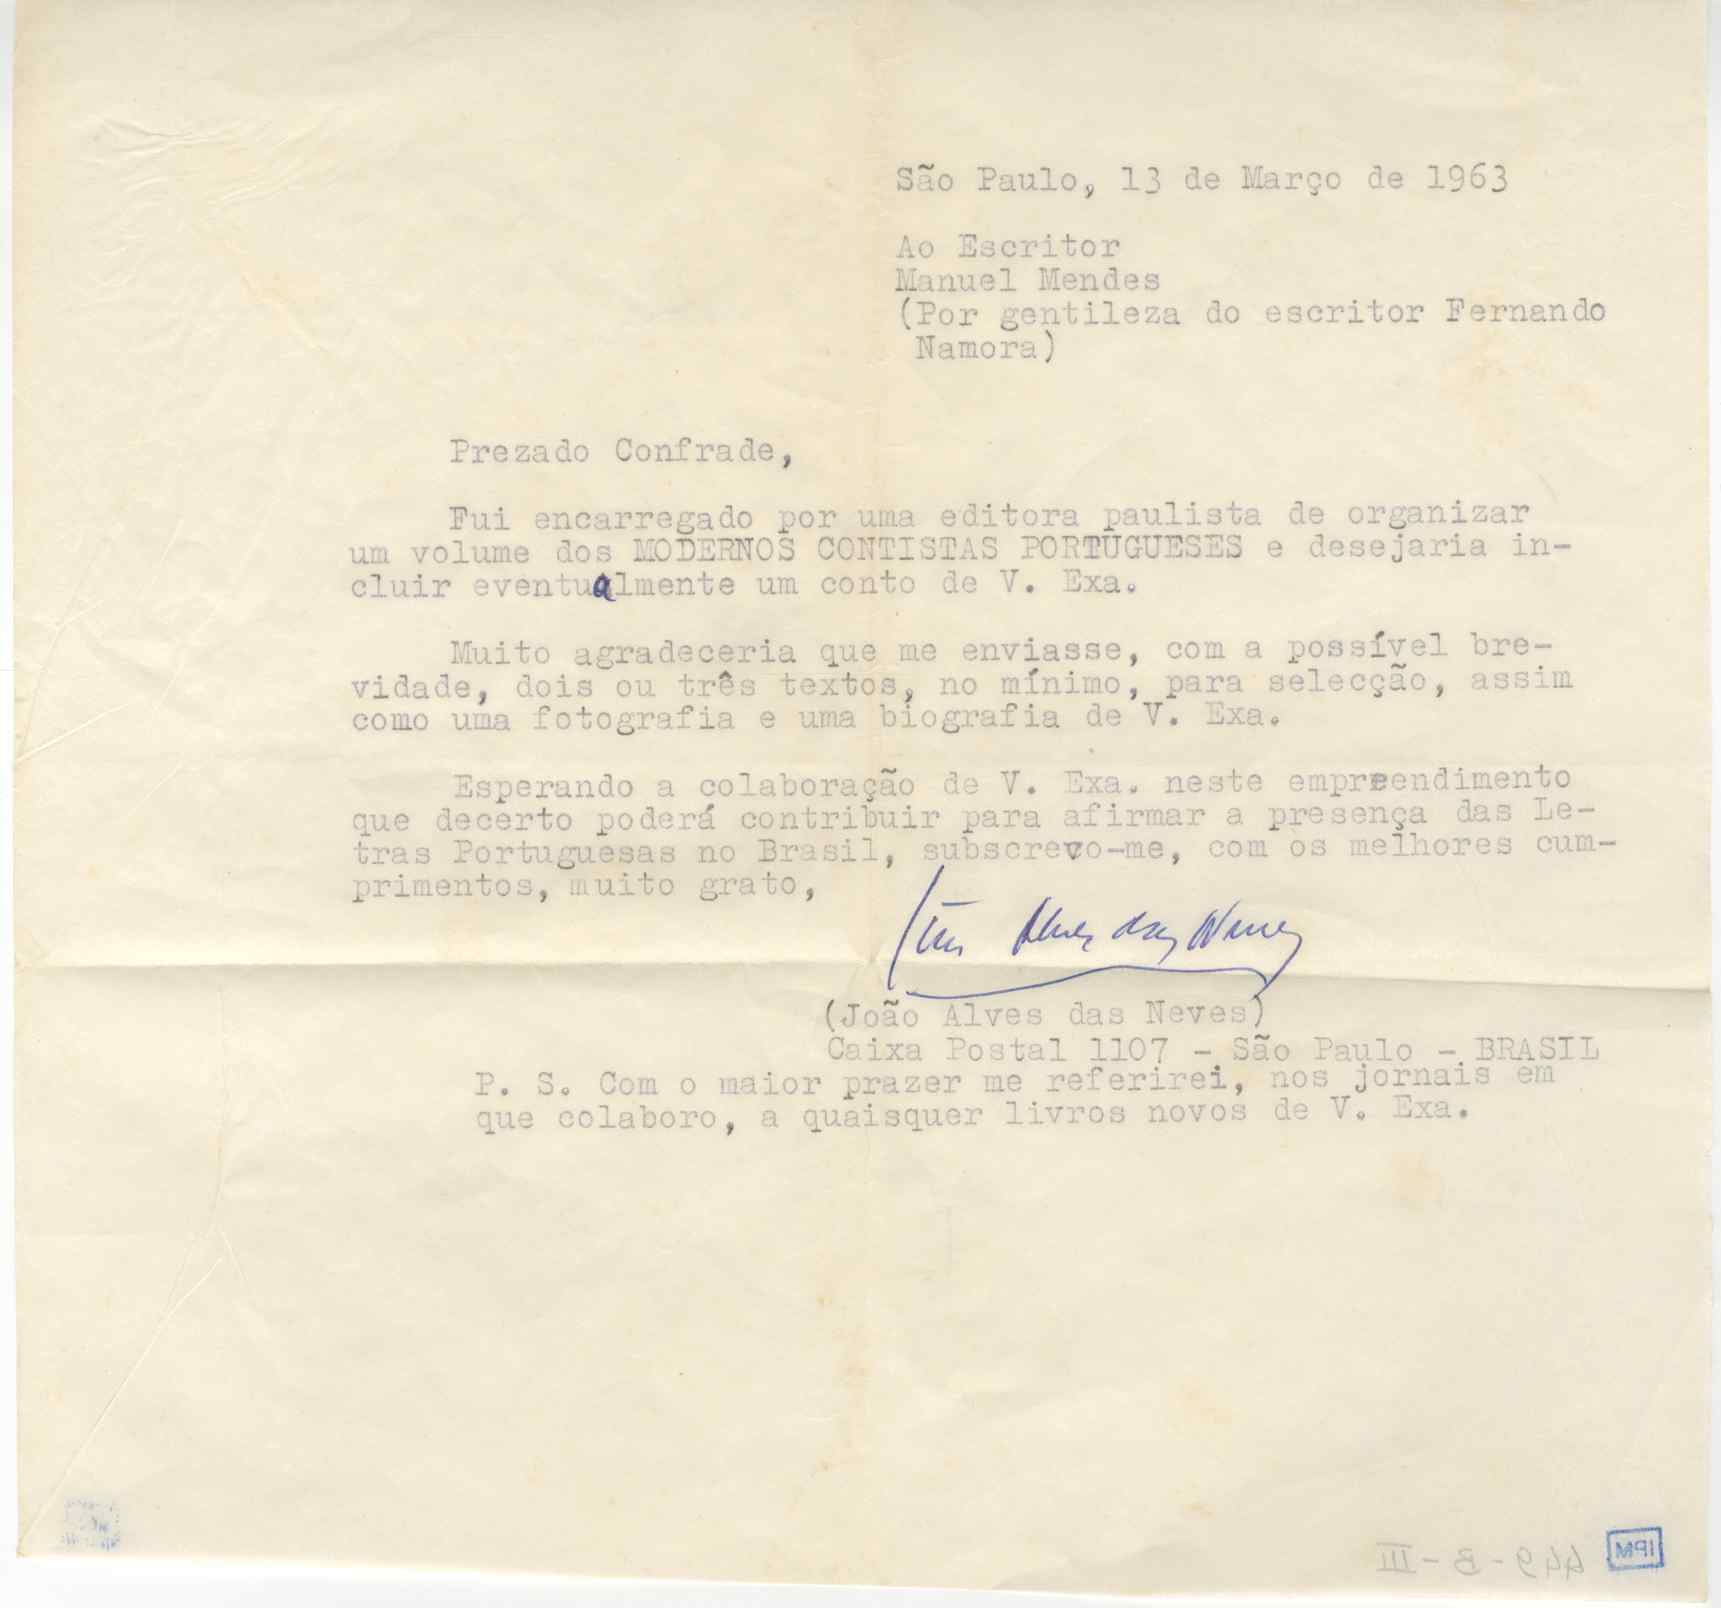 São Paulo, 13 de Março de 1963
Ao Escritor
Manuel Mendes
(Por gentileza do escritor Fernando
Namora)
Prezado Confrade,
Fui encarregado por uma editora paulista de organizar
um volume dos MODERNOS CONTISTAS PORTUGUESES e desejaria in-
cluir eventualmente um conto de V. Exa.
Muito agradeceria que me enviasse, com a possível bre-
vidade, dois ou três textos, no mínimo, para selecção, assim
como uma fotografia e uma biografia de V. Exa.
Esperando a colaboração de V. Exa. neste empreendimento
que decerto poderá contribuir para afirmar a presença das Le-
tras Portuguesas no Brasil, subscrevo-me, com os melhores cum-
primentos, muito grato,
João Alves das Neves
(João Alves das Neves)
Caixa Postal 1107 - São Paulo - BRASIL
P. S. Com o maior prazer me referirei, nos jornais em
que colaboro, a quaisquer livros novos de V. Exa.
449-B-III
IPM